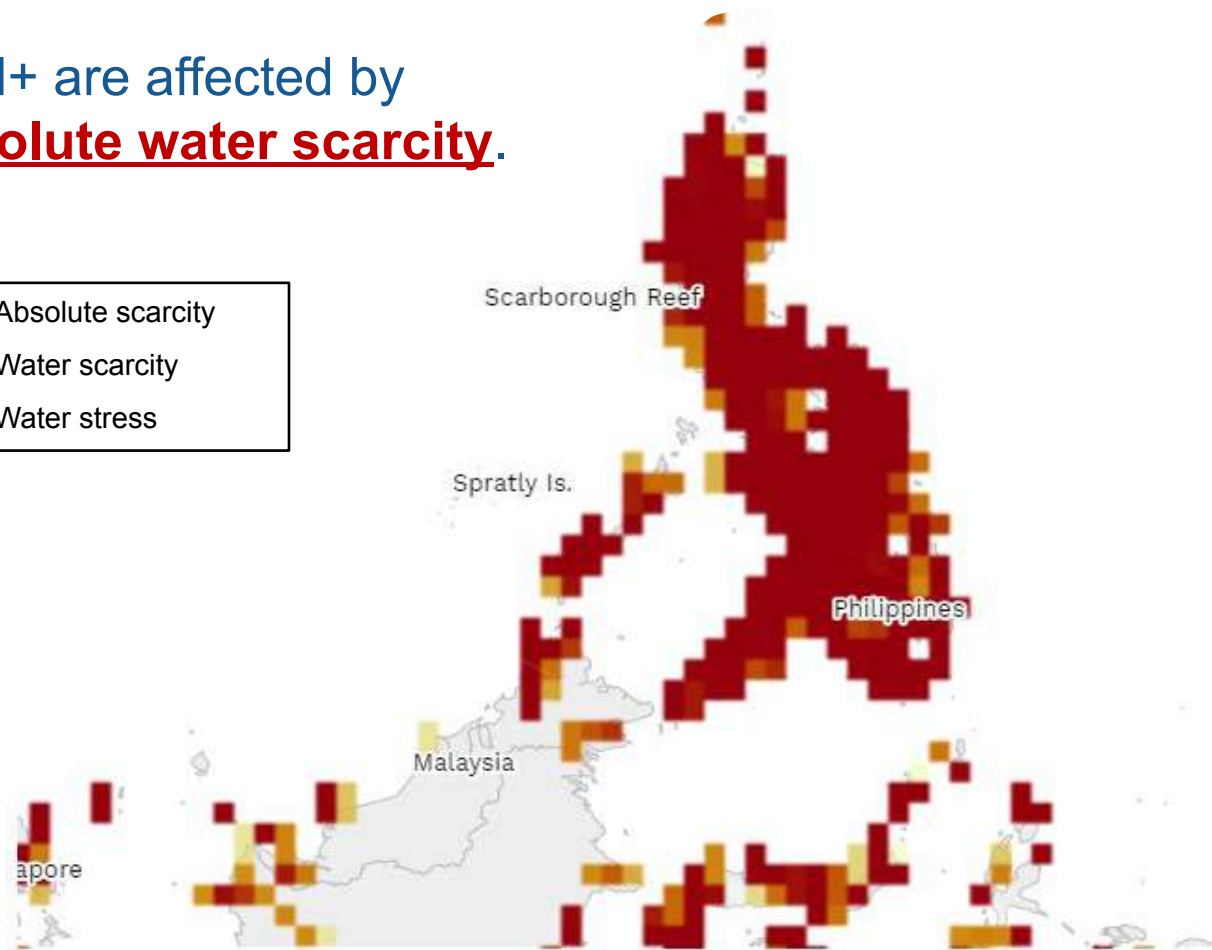 l+ are affected by
olute water scarcity.
Absolute scarcity
Water scarcity
Water stress
Scarborough Reef
Spratly Is.
Philippines
Malaysia
apore